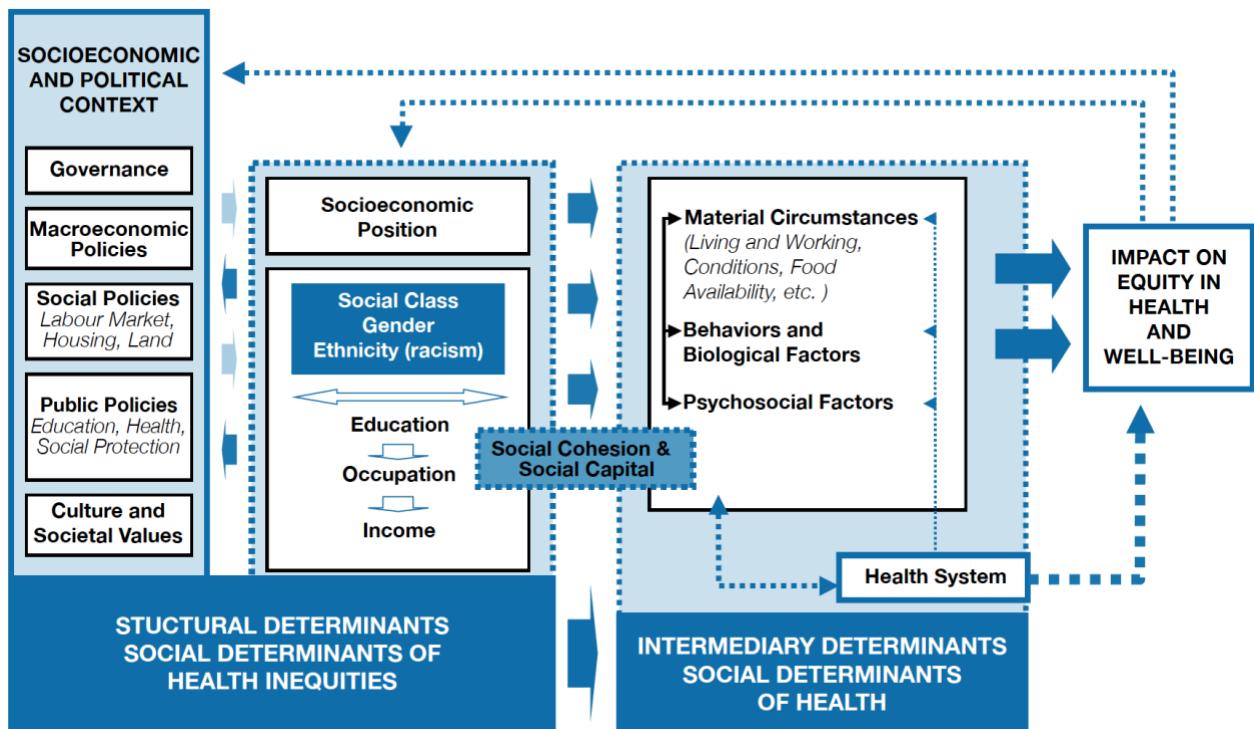 SOCIOECONOMIC
AND POLITICAL
CONTEXT
Governance
Macroeconomic
Policies
Social Policies
Labour Market,
Housing, Land
Public Policies
Education, Health,
Social Protection
Culture and
Societal Values
Socioeconomic
Position
Social Class
Gender
Ethnicity (racism)
Education
Occupation
Income
Social Cohesion &
Social Capital
Material Circumstances
(Living and Working,
Conditions, Food
Availability, etc. )
Behaviors and
Biological Factors
Psychosocial Factors
Health System
IMPACT ON
EQUITY IN
HEALTH
AND
WELL-BEING
STUCTURAL DETERMINANTS
SOCIAL DETERMINANTS OF
HEALTH INEQUITIES
INTERMEDIARY DETERMINANTS
SOCIAL DETERMINANTS
OF HEALTH